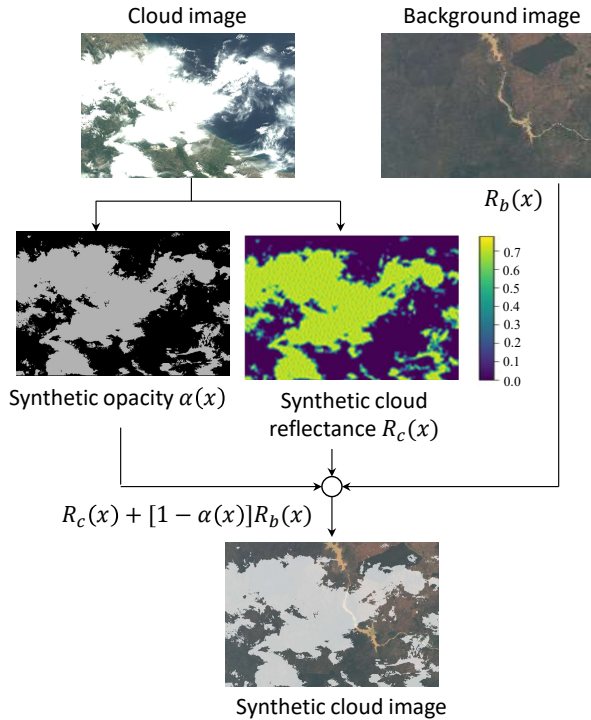 Cloud image
Background image
R_b(x)
0.7
0.6
0.5
0.4
0.3
0.2
0.1
0.0
Synthetic opacity α(x)
Synthetic cloud
reflectance R_c(x)
R_c(x) + [1 − α(x)]R_b(x)
Synthetic cloud image